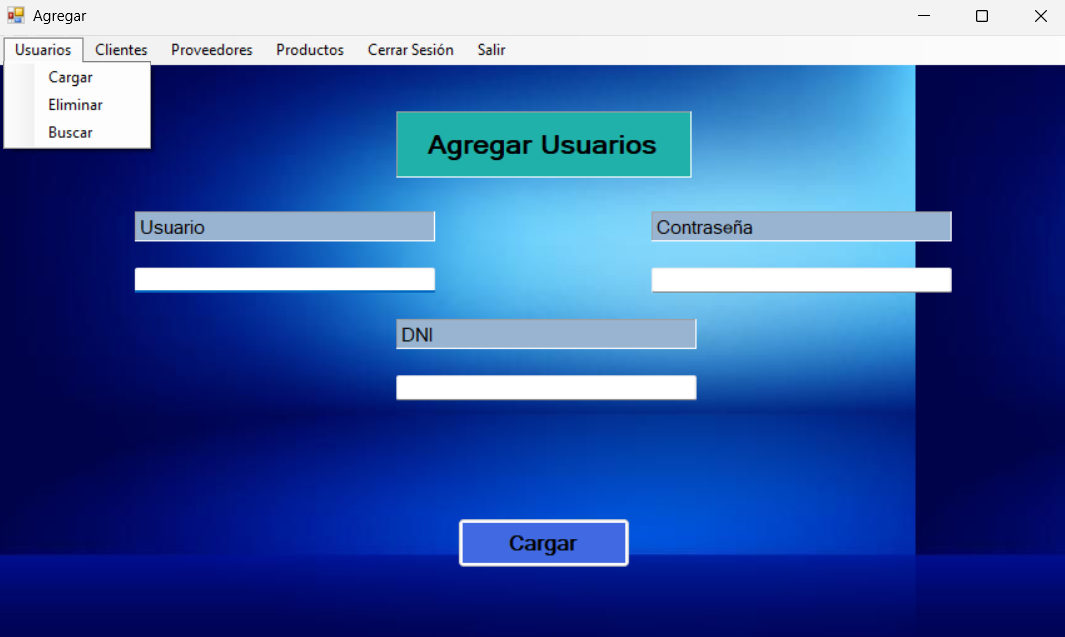 Agregar
Usuarios Clientes Proveedores Productos Cerrar Sesión Salir
Cargar
Eliminar
Buscar
Agregar Usuarios
Usuario Contraseña
DNI
Cargar